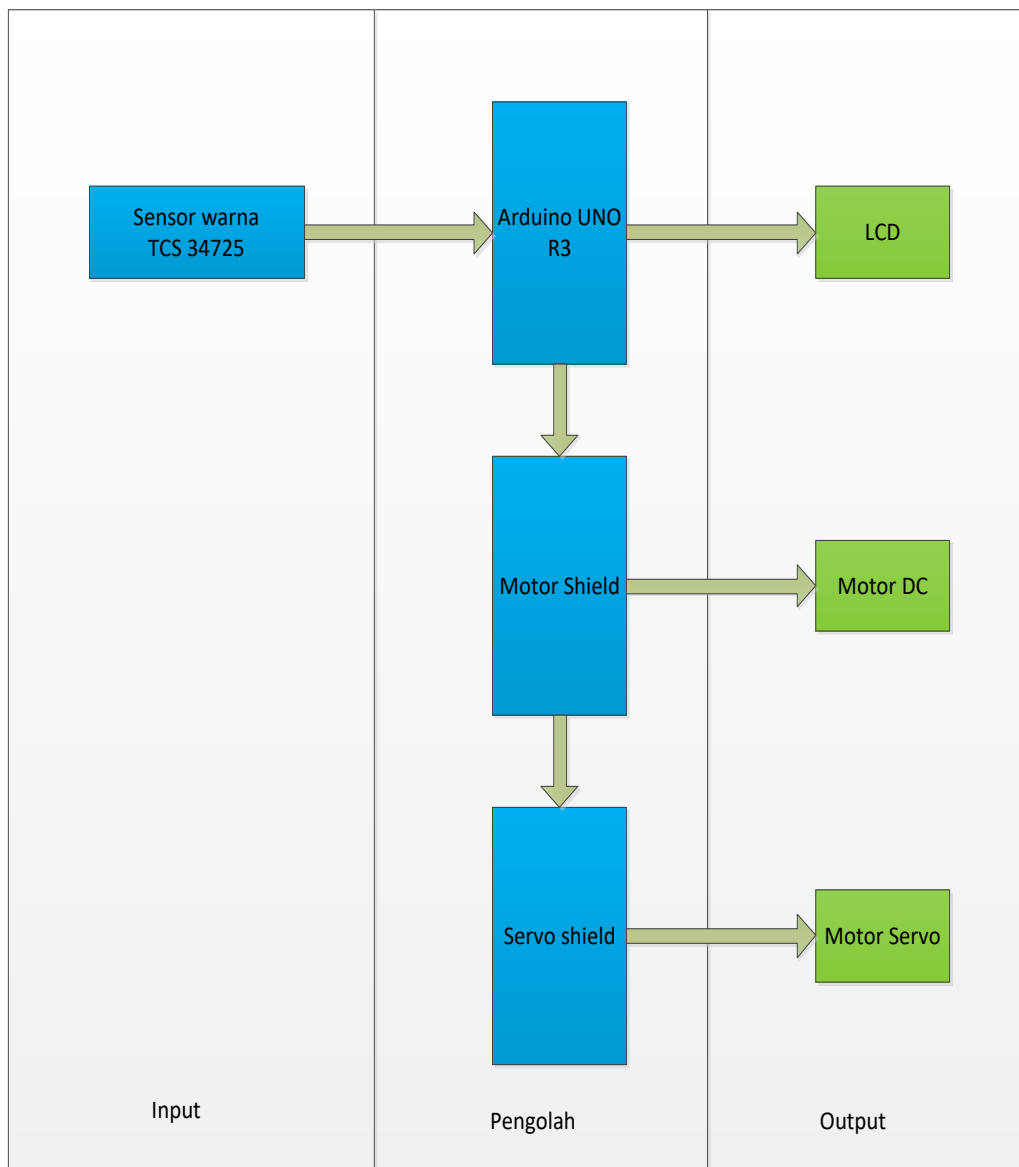 Sensor warna
TCS 34725
Arduino UNO
R3
LCD
Motor Shield
Motor DC
Servo shield
Motor Servo
Input
Pengolah
Output